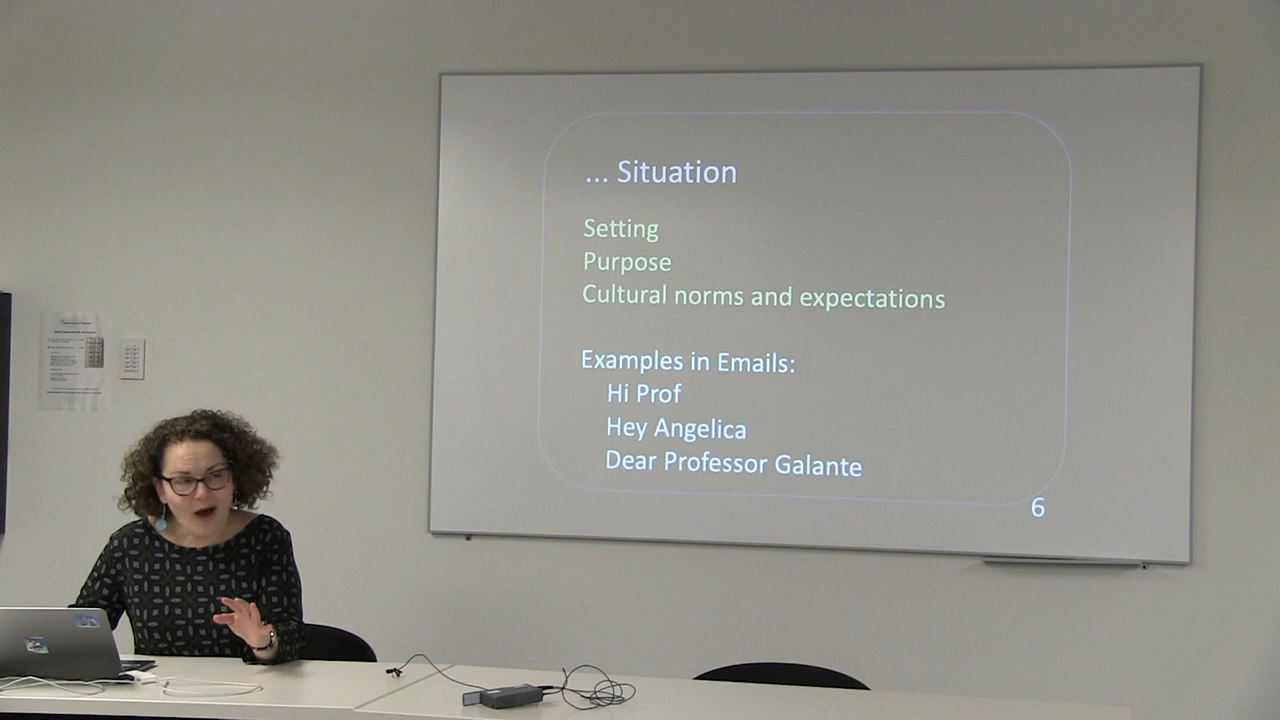 ... Situation
Setting
Purpose
Cultural norms and expectations
Examples in Emails:
Hi Prof
Hey Angelica
Dear Professor Galante
6